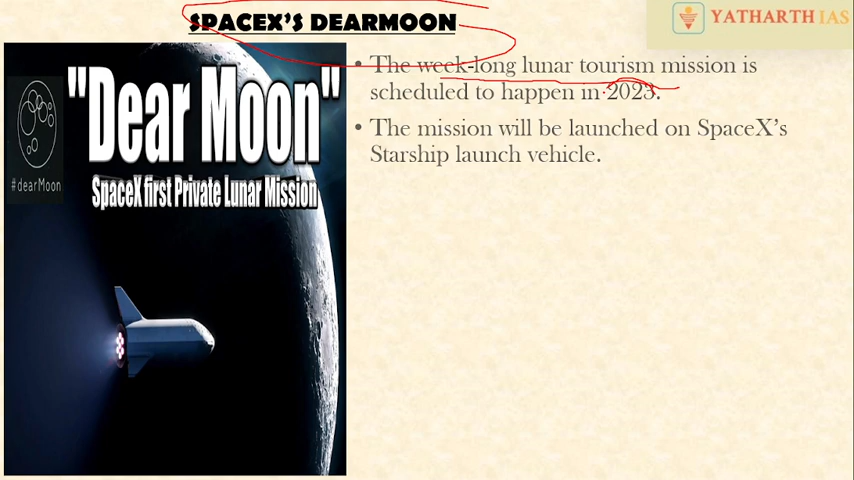 SPACEX'S DEARMOON
YATHARTH IAS
"Dear Moon"
SpaceX first Private Lunar Mission
#dearMoon
• The week-long lunar tourism mission is
scheduled to happen in 2023.
• The mission will be launched on SpaceX's
Starship launch vehicle.